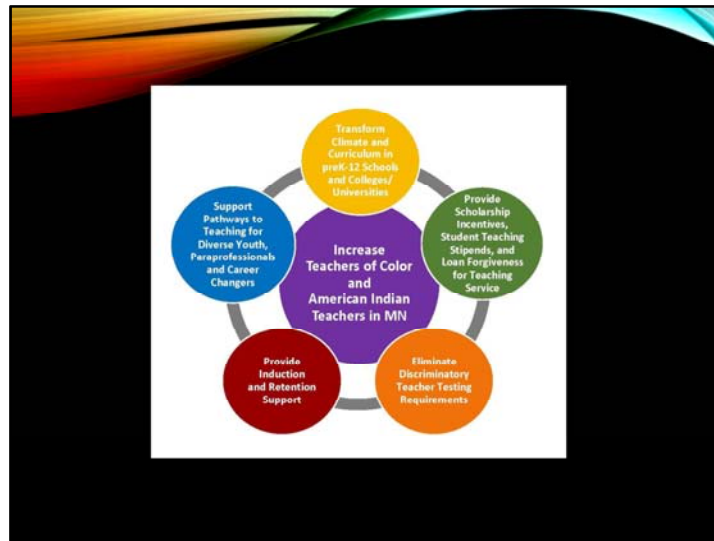 Transform
Climate and
Curriculum in
preK-12 Schools
and Colleges/
Universities
Support
Pathways to
Teaching for
Diverse Youth,
Paraprofessionals
and Career
Changers
Provide
Scholarship
Incentives,
Student Teaching
Stipends, and
Loan Forgiveness
for Teaching
Service
Increase
Teachers of Color
and
American Indian
Teachers in MN
Provide
Induction
and Retention
Support
Eliminate
Discriminatory
Teacher Testing
Requirements